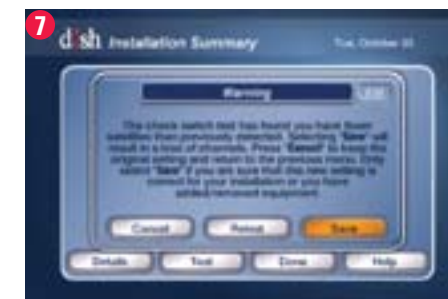 7
dish Installation Summary
Tue, October
Warning
The check switch test has found you have fewer
satellites than previously detected. Selecting "Save" will
result in a loss of channels. Press "Cancel" to keep the
original setting and return to the previous menu. Only
select "Save" if you are sure that this new setting is
correct for your installation or you have
added/removed equipment.
Cancel
Retest
Save
Details
Test
Done
Help